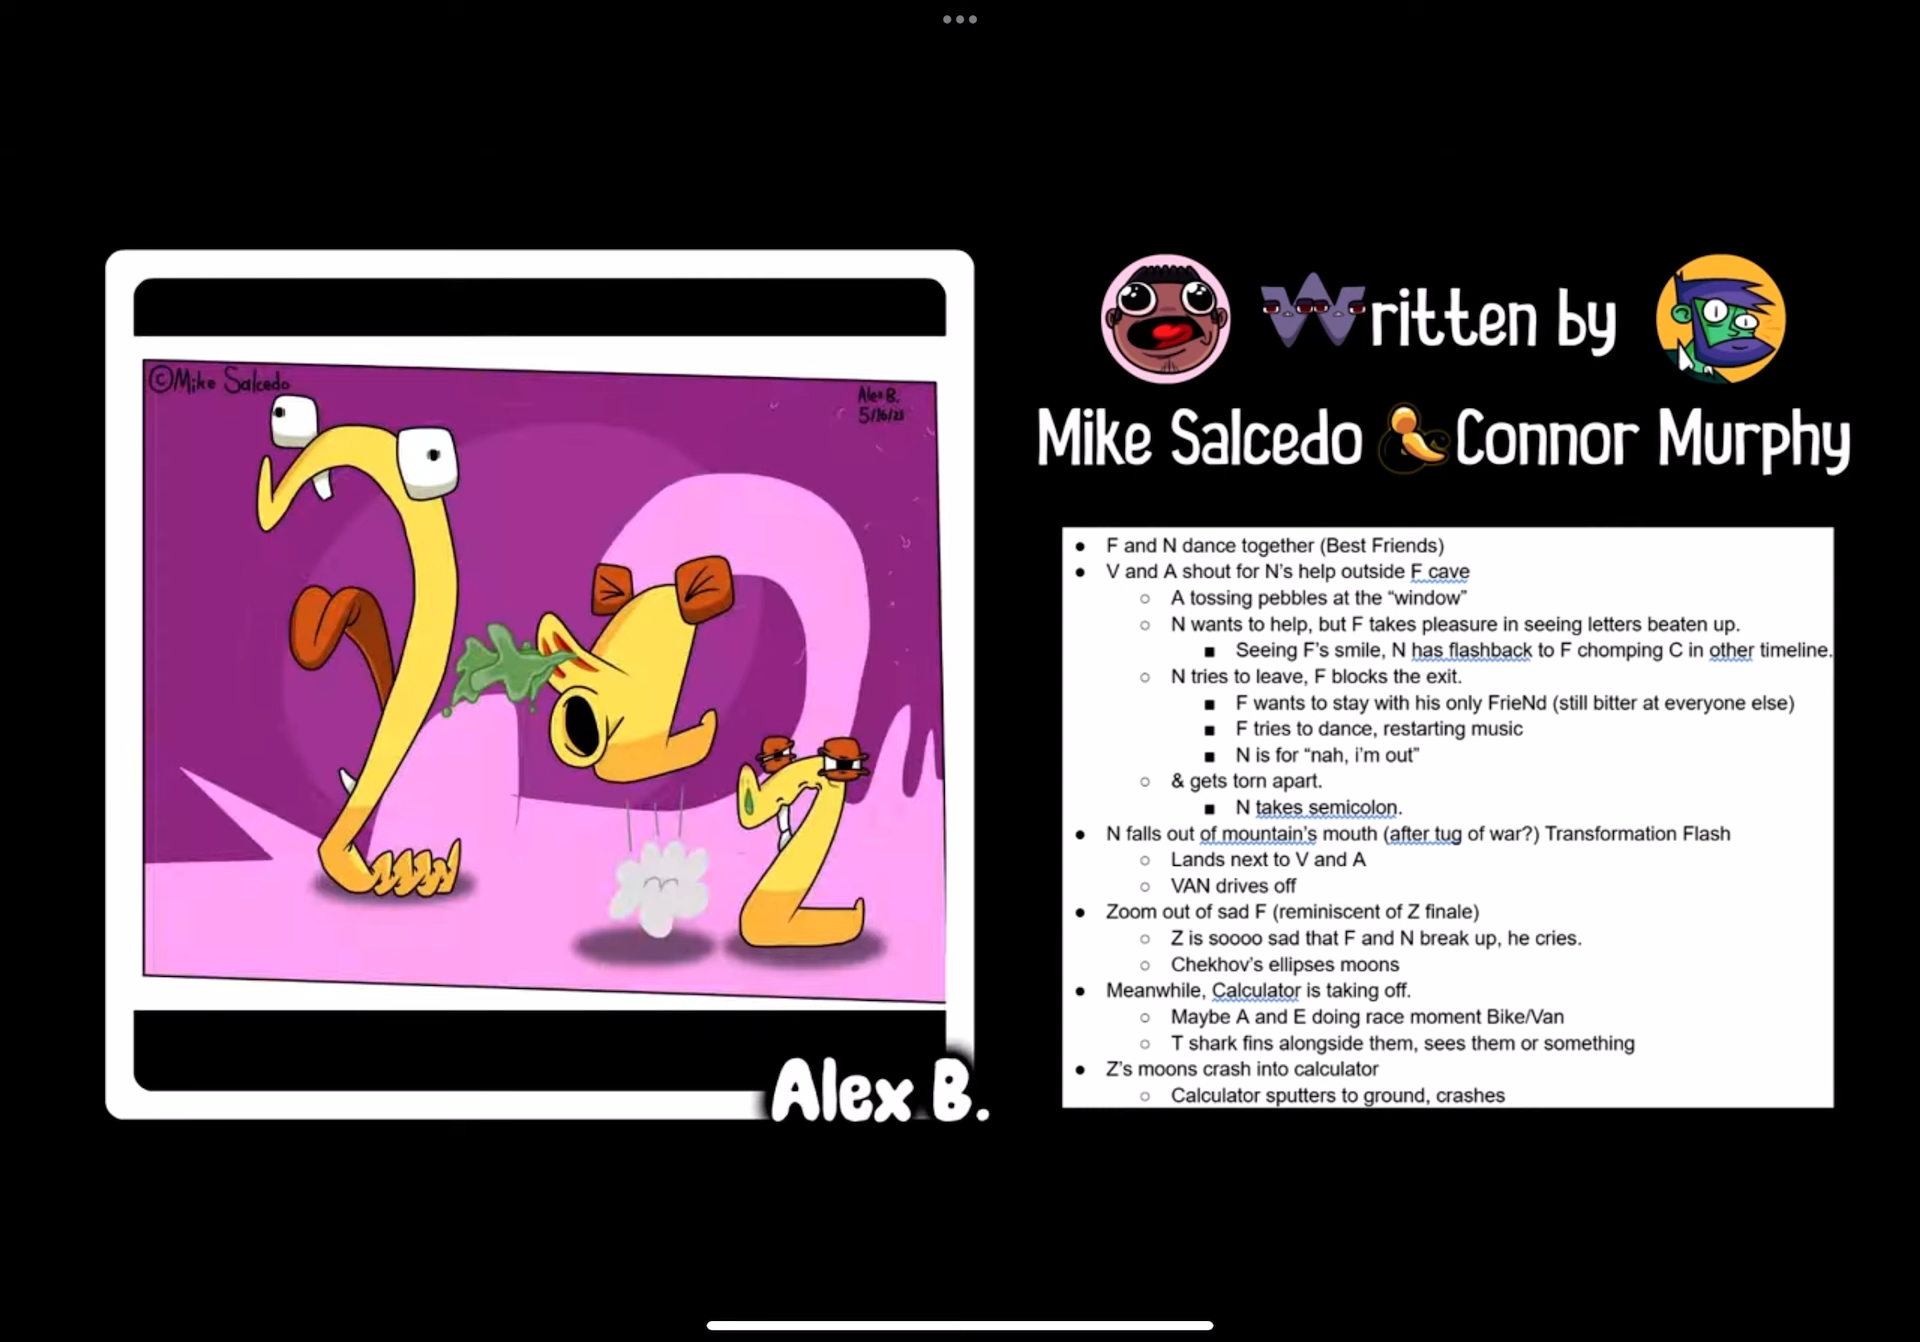 ©Mike Salcedo
Alex B.
5/16/23
Alex B.
Written by
Mike Salcedo & Connor Murphy
● F and N dance together (Best Friends)
● V and A shout for N's help outside F cave
○ A tossing pebbles at the “window”
○ N wants to help, but F takes pleasure in seeing letters beaten up.
■ Seeing F's smile, N has flashback to F chomping C in other timeline.
○ N tries to leave, F blocks the exit.
■ F wants to stay with his only FrieNd (still bitter at everyone else)
■ F tries to dance, restarting music
■ N is for “nah, i'm out”
○ & gets torn apart.
■ N takes semicolon.
● N falls out of mountain's mouth (after tug of war?) Transformation Flash
○ Lands next to V and A
○ VAN drives off
● Zoom out of sad F (reminiscent of Z finale)
○ Z is soooo sad that F and N break up, he cries.
○ Chekhov's ellipses moons
● Meanwhile, Calculator is taking off.
○ Maybe A and E doing race moment Bike/Van
○ T shark fins alongside them, sees them or something
● Z's moons crash into calculator
○ Calculator sputters to ground, crashes